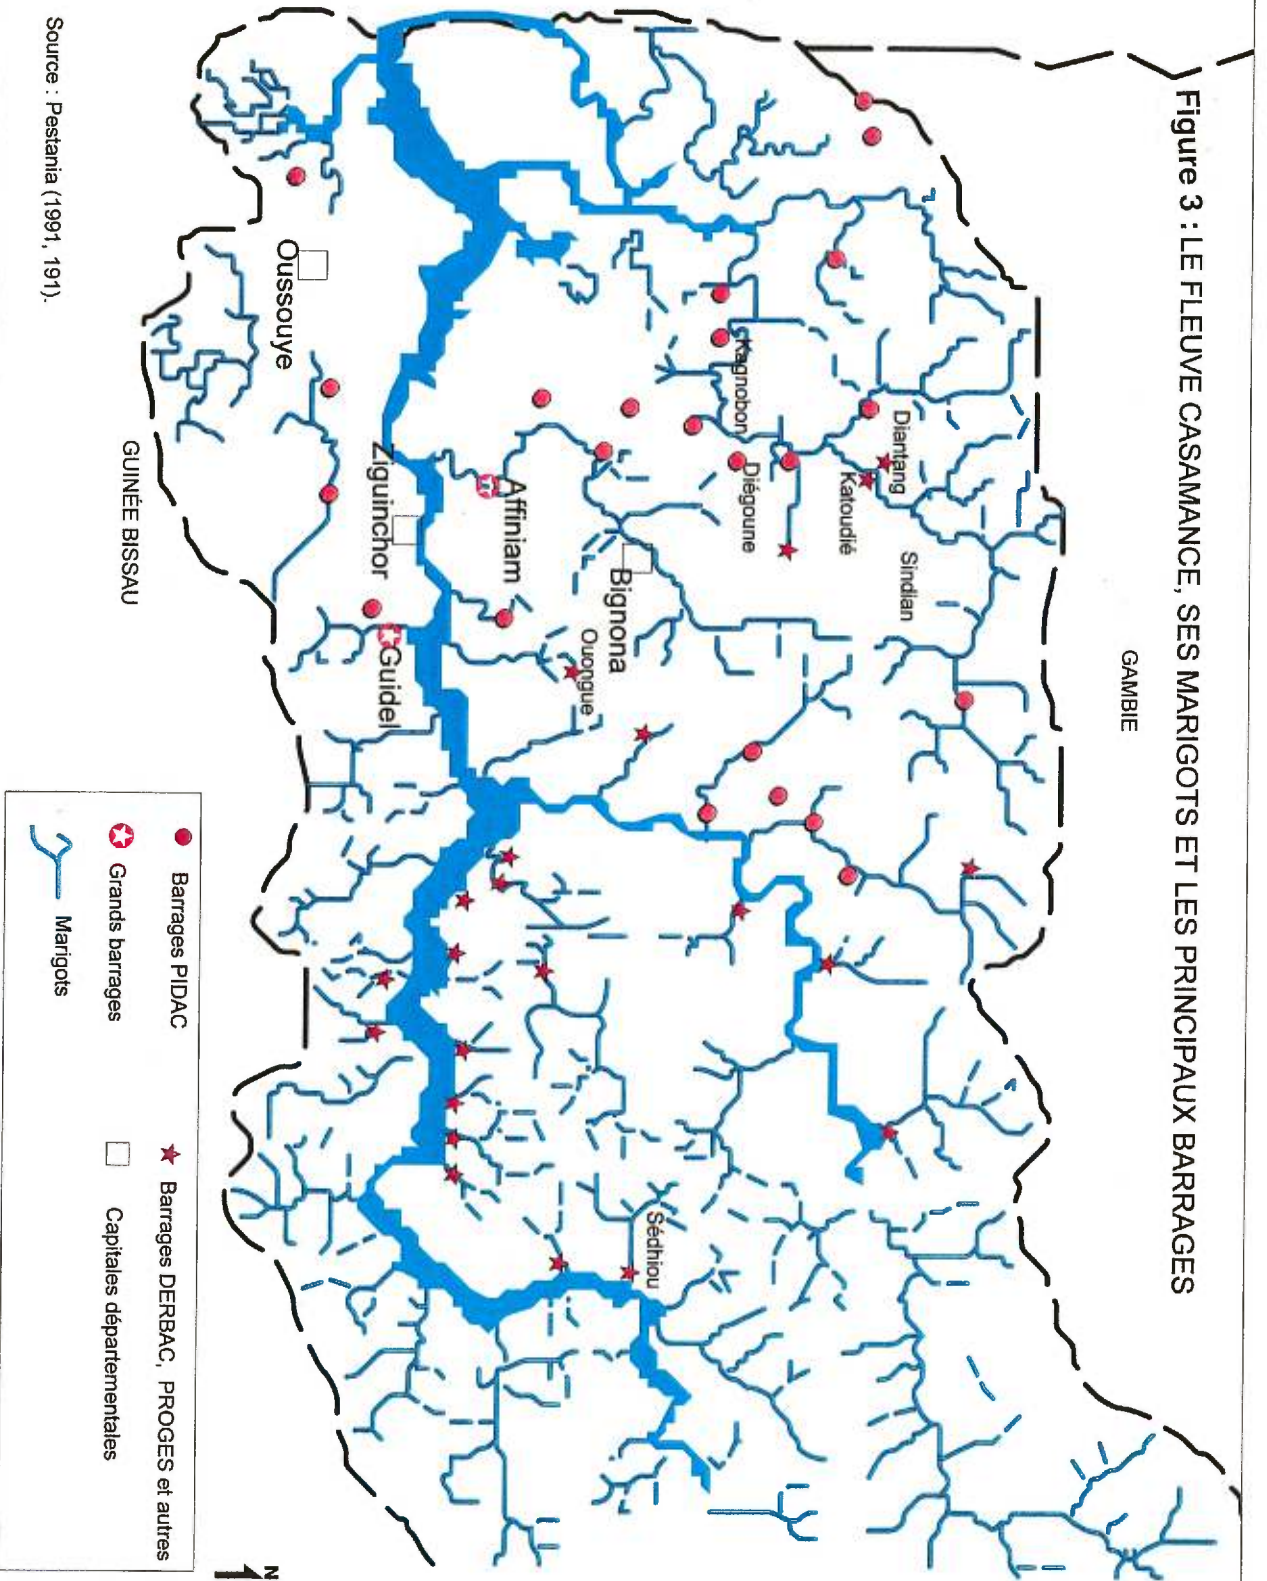 Figure 3 : LE FLEUVE CASAMANCE, SES MARIGOTS ET LES PRINCIPAUX BARRAGES
GAMBIE
Diantang
Katoudié
Sindian
Kagnobon
Diégoune
Bignona
Ouongue
Affiniam
Ziguinchor
Guidel
Oussouye
Sédhiou
GUINÉE BISSAU
Barrages PIDAC
Barrages DERBAC, PROGES et autres
Grands barrages
Capitales départementales
Marigots
N
Source : Pestania (1991, 191).